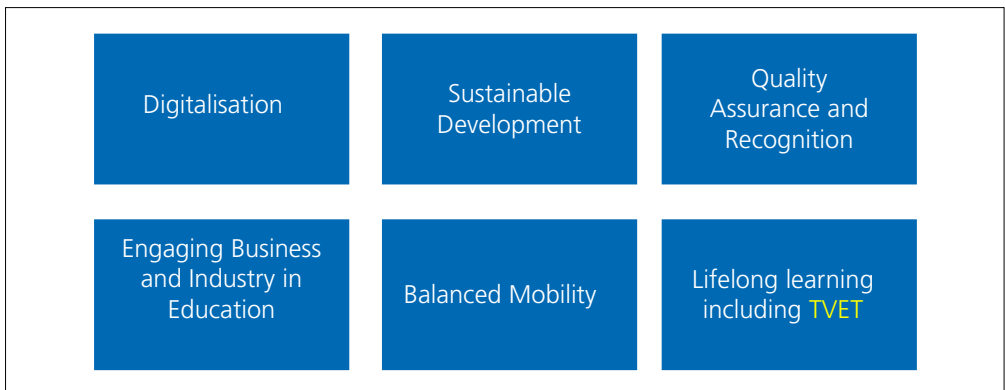 Digitalisation
Sustainable
Development
Quality
Assurance and
Recognition
Engaging Business
and Industry in
Education
Balanced Mobility
Lifelong learning
including TVET